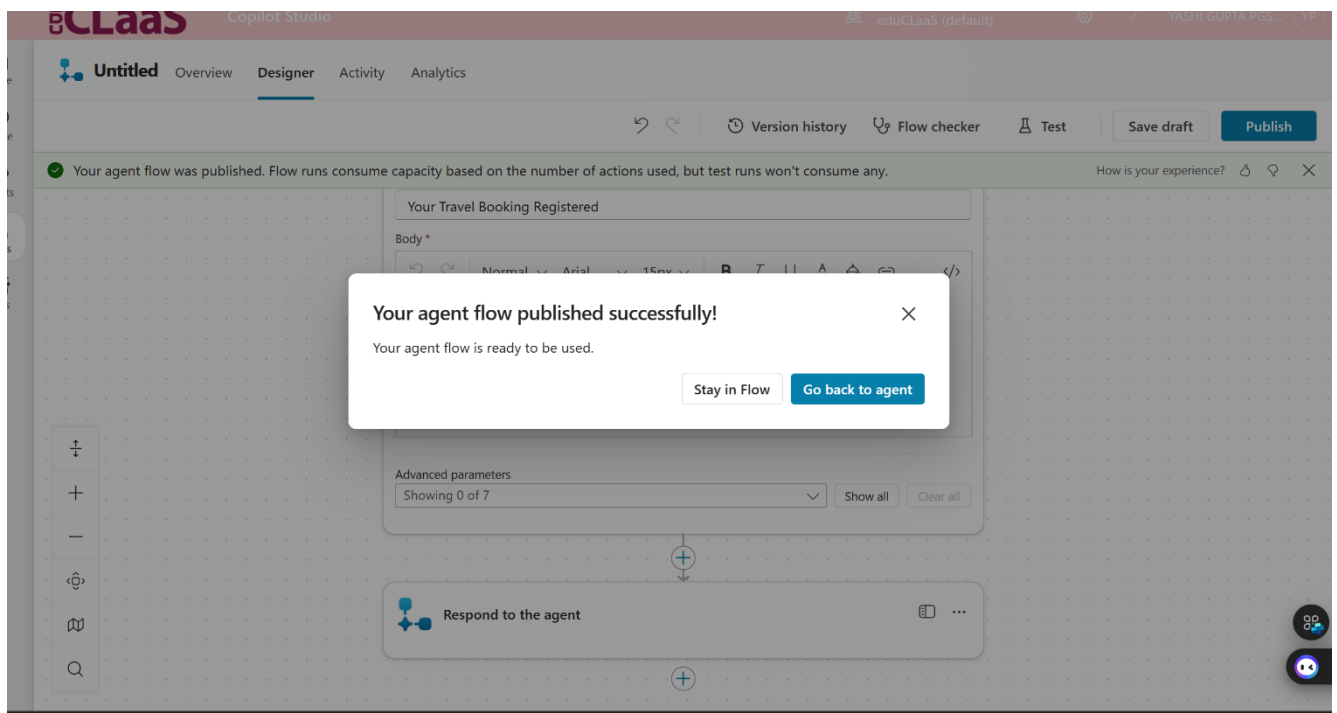 CLaaS Copilot Studio eduCLaaS (default) ? YASHI GUPTA PGS... YP
Untitled Overview Designer Activity Analytics
Version history Flow checker Test Save draft Publish
Your agent flow was published. Flow runs consume capacity based on the number of actions used, but test runs won't consume any. How is your experience?
Your Travel Booking Registered
Body *
Normal Arial 15px B I U A </>
Your agent flow published successfully!
Your agent flow is ready to be used.
Stay in Flow Go back to agent
Advanced parameters
Showing 0 of 7 Show all Clear all
Respond to the agent